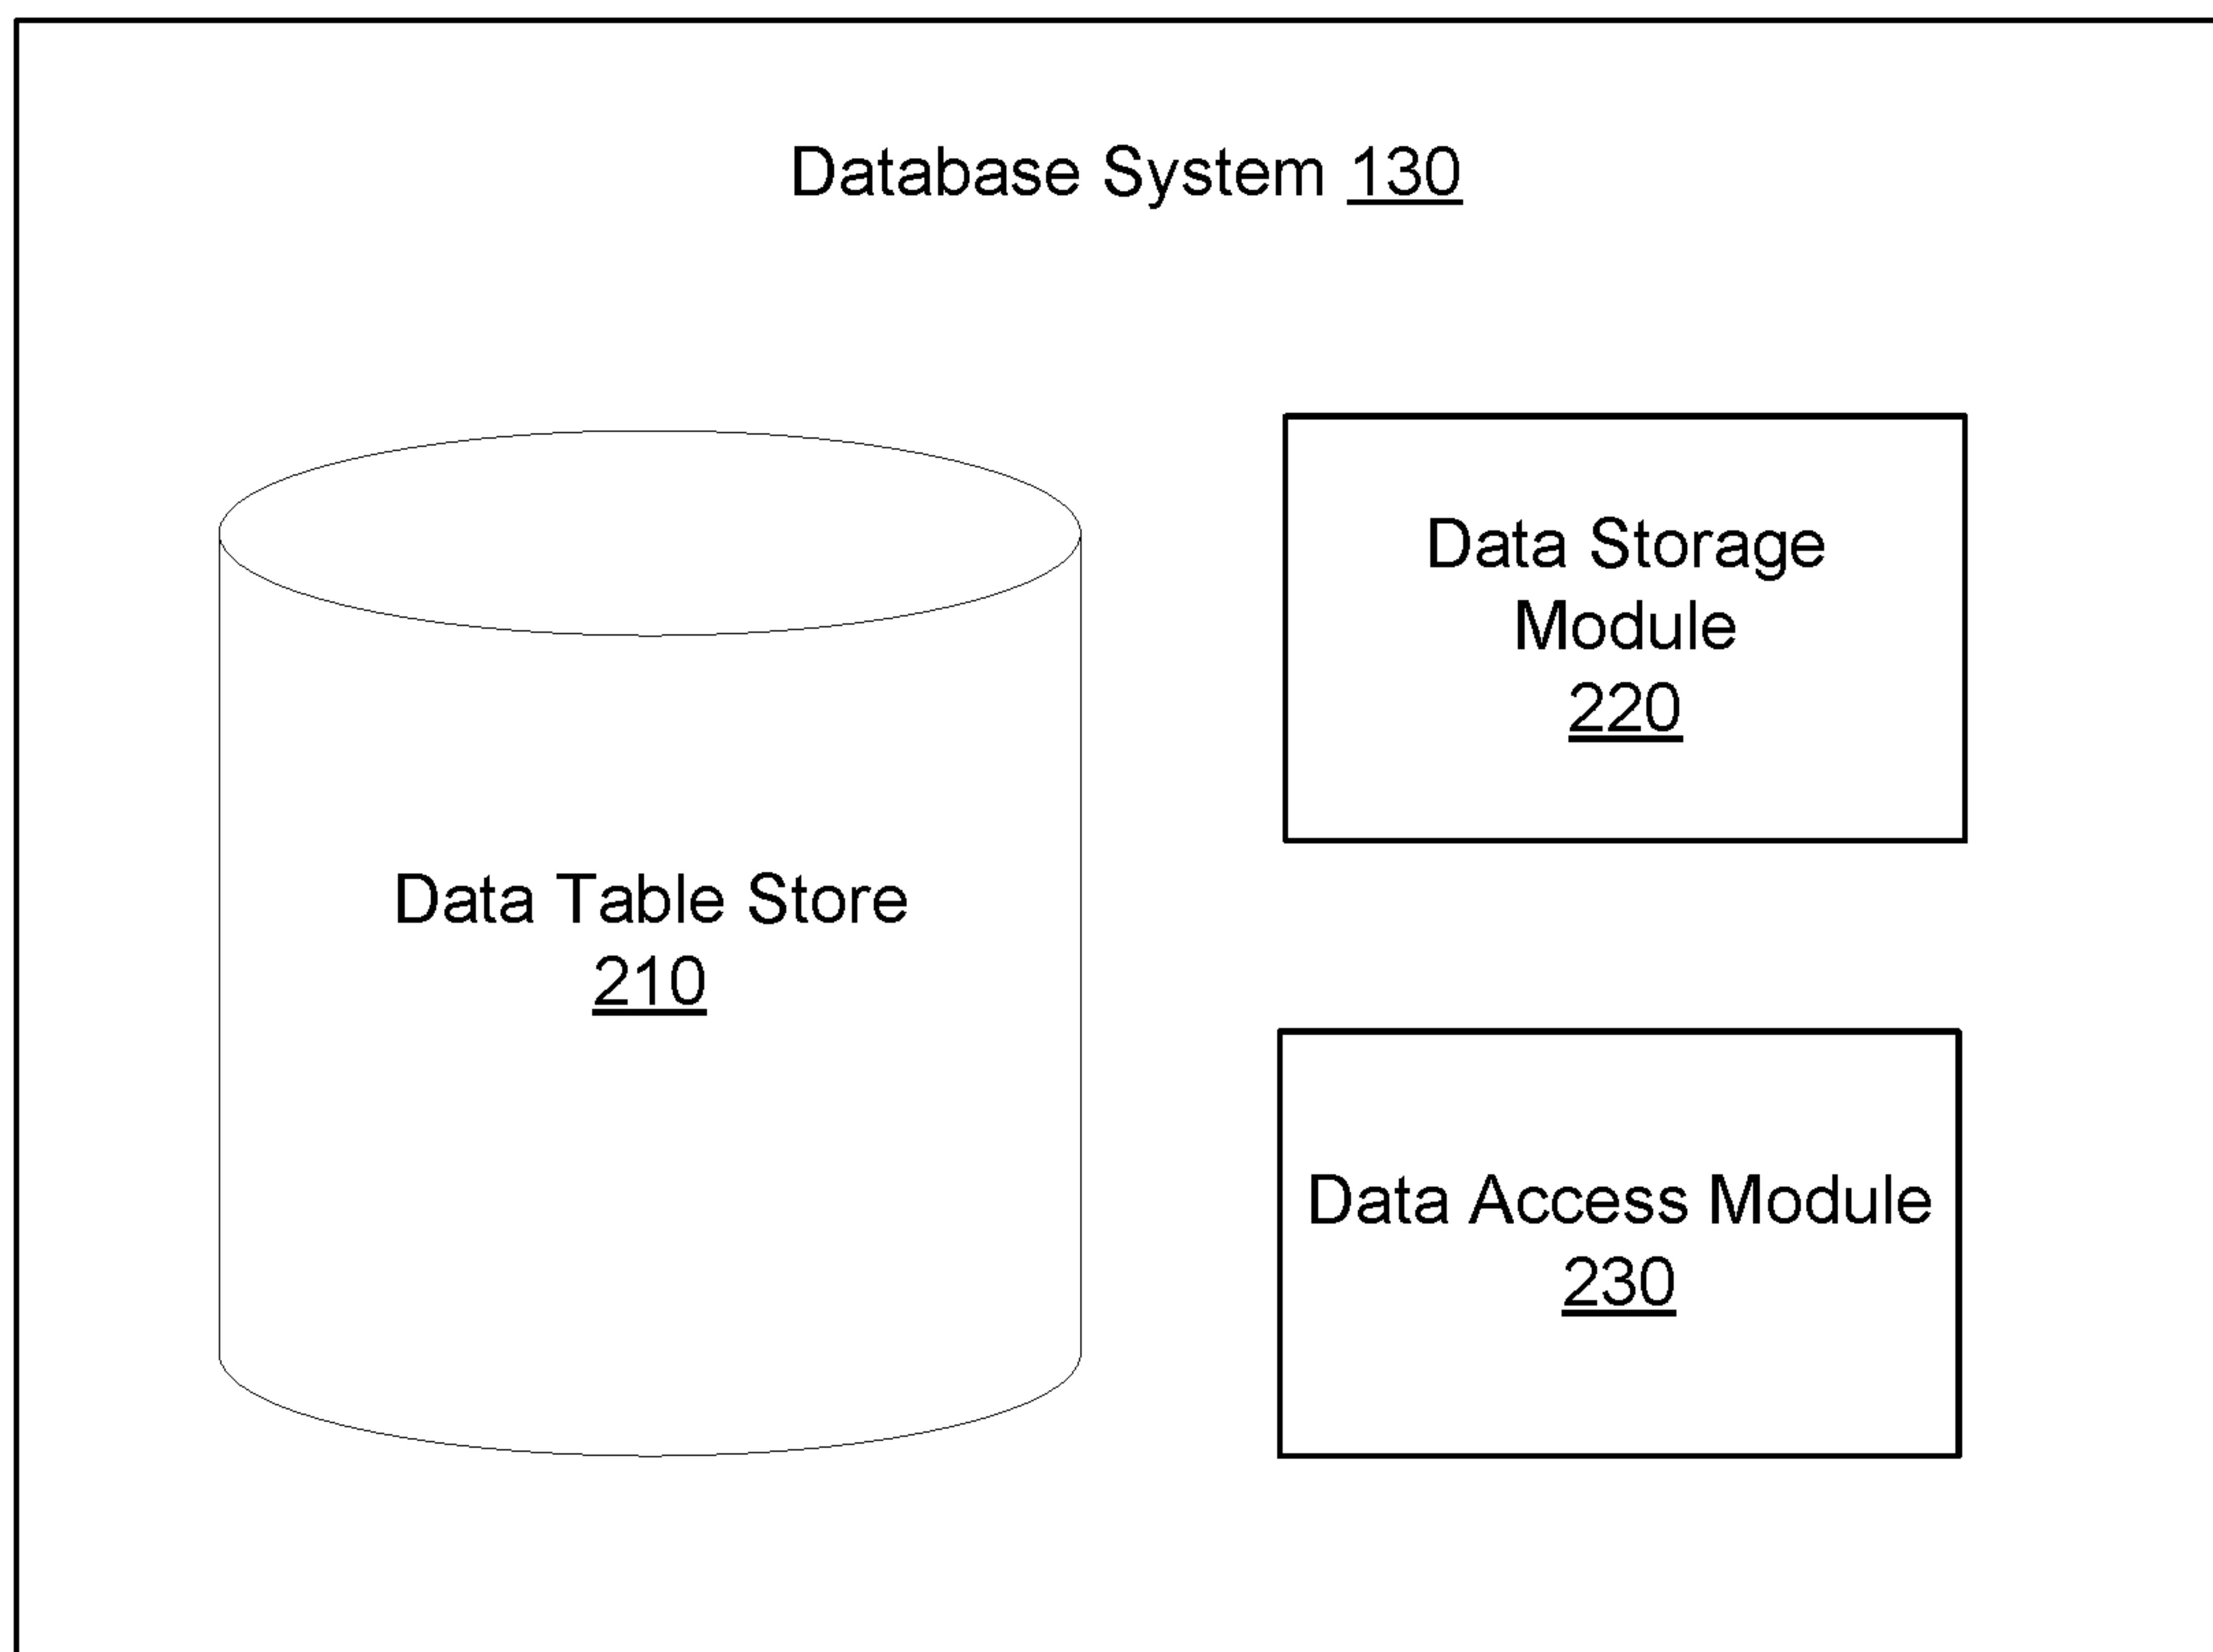 Database System 130
Data Table Store
210
Data Storage
Module
220
Data Access Module
230